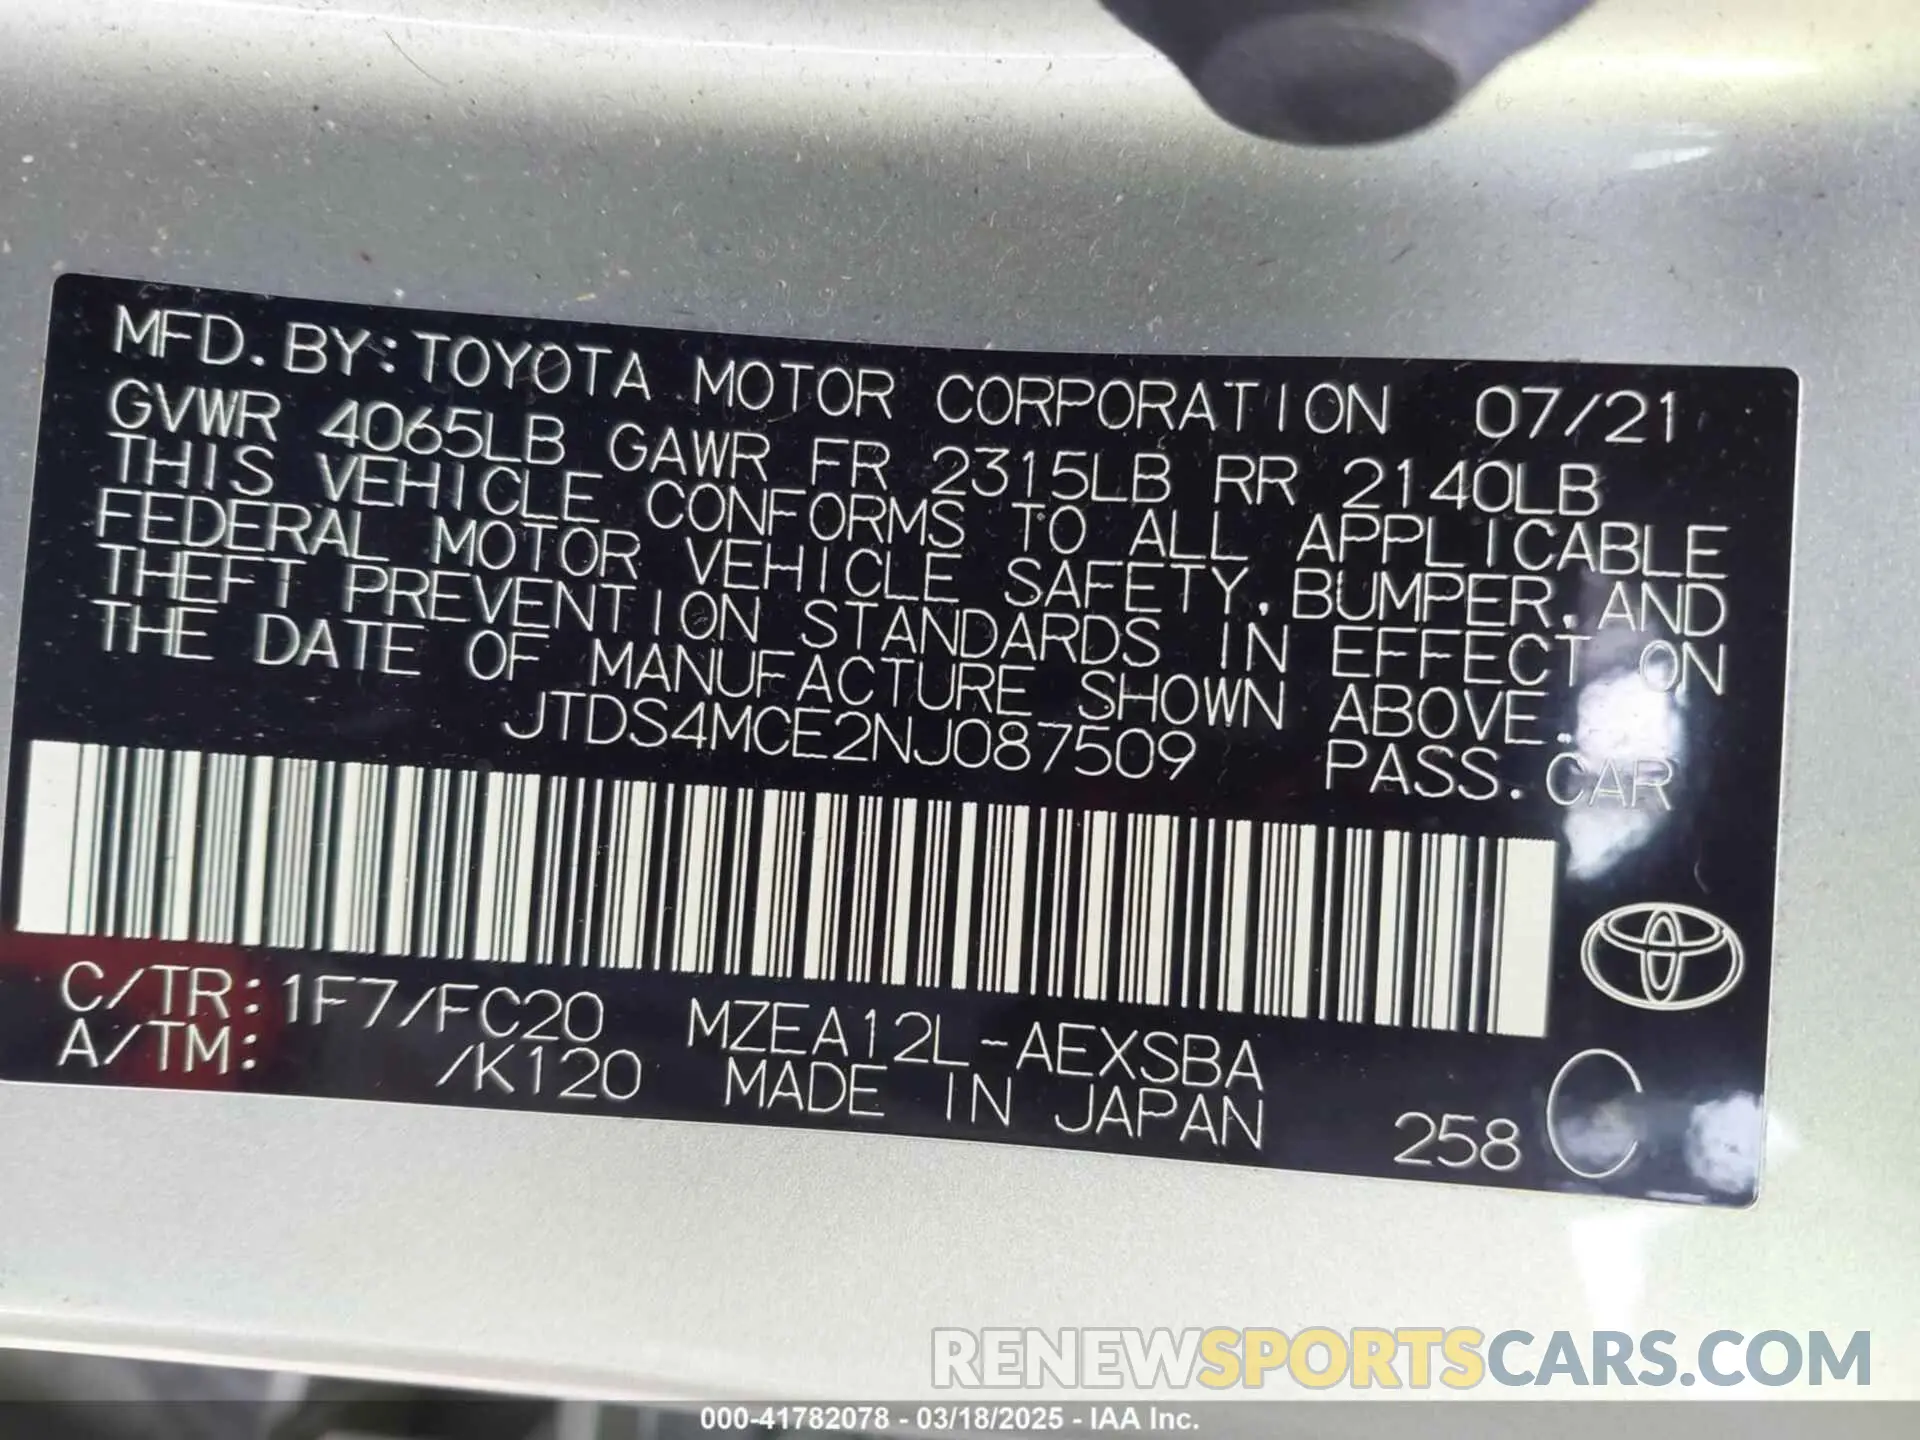 MFD. BY: TOYOTA MOTOR CORPORATION 07/21
GVWR 4065LB GAWR FR 2315LB RR 2140LB
THIS VEHICLE CONFORMS TO ALL APPLICABLE
FEDERAL MOTOR VEHICLE SAFETY, BUMPER, AND
THEFT PREVENTION STANDARDS IN EFFECT ON
THE DATE OF MANUFACTURE SHOWN ABOVE.
JTDS4MCE2NJ087509 PASS. CAR
C/TR: 1F7/FC20 MZEA12L-AEXSBA
A/TM: /K120 MADE IN JAPAN 258 C
RENEWSPORTSCARS.COM
000-41782078 - 03/18/2025 - IAA Inc.